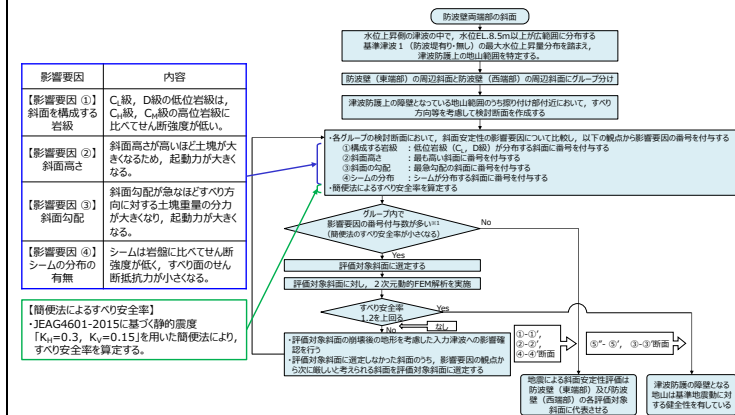 防波壁両端部の斜面
水位上昇側の津波の中で，水位EL.8.5m以上が広範囲に分布する
基準津波１（防波堤有り・無し）の最大水位上昇量分布を踏まえ，
津波防護上の地山範囲を特定する。
防波壁（東端部）の周辺斜面と防波壁（西端部）の周辺斜面にグループ分け
津波防護上の障壁となっている地山範囲のうち擦り付け部付近において，すべり
方向等を考慮して検討断面を作成する
・各グループの検討断面において，斜面安定性の影響要因について比較し，以下の観点から影響要因の番号を付与する
①構成する岩級 ：低位岩級（CL，D級）が分布する斜面に番号を付与する
②斜面高さ ：最も高い斜面に番号を付与する
③斜面の勾配 ：最急勾配の斜面に番号を付与する
④シームの分布 ：シームが分布する斜面に番号を付与する
・簡便法によるすべり安全率を算定する
グループ内で
影響要因の番号付与数が多い※1
（簡便法のすべり安全率が小さくなる）
No
Yes
評価対象斜面に選定する
評価対象斜面に対し，２次元動的FEM解析を実施
すべり安全率
1.2を上回る
Yes
No
なし
・評価対象斜面の崩壊後の地形を考慮した入力津波への影響確
認を行う
・評価対象斜面に選定しなかった斜面のうち，影響要因の観点か
ら次に厳しいと考えられる斜面を評価対象斜面に選定する
①-①’，
②-②’，
④-④’断面
⑤’’- ⑤’，③-③’断面
地震による斜面安定性評価は
防波壁（東端部）及び防波
壁（西端部）の各評価対象
斜面に代表させる
津波防護の障壁となる
地山は基準地震動に対
する健全性を有している
影響要因
内容
【影響要因 ①】
斜面を構成する
岩級
CL級，D級の低位岩級は，
CH級，CM級の高位岩級に
比べてせん断強度が低い。
【影響要因 ②】
斜面高さ
斜面高さが高いほど土塊が大
きくなるため，起動力が大きく
なる。
【影響要因 ③】
斜面勾配
斜面勾配が急なほどすべり方
向に対する土塊重量の分力
が大きくなり，起動力が大きく
なる。
【影響要因 ④】
シームの分布の
有無
シームは岩盤に比べてせん断
強度が低く，すべり面のせん
断抵抗力が小さくなる。
【簡便法によるすべり安全率】
・JEAG4601-2015に基づく静的震度
「KH=0.3，KV=0.15」を用いた簡便法により，
すべり安全率を算定する。